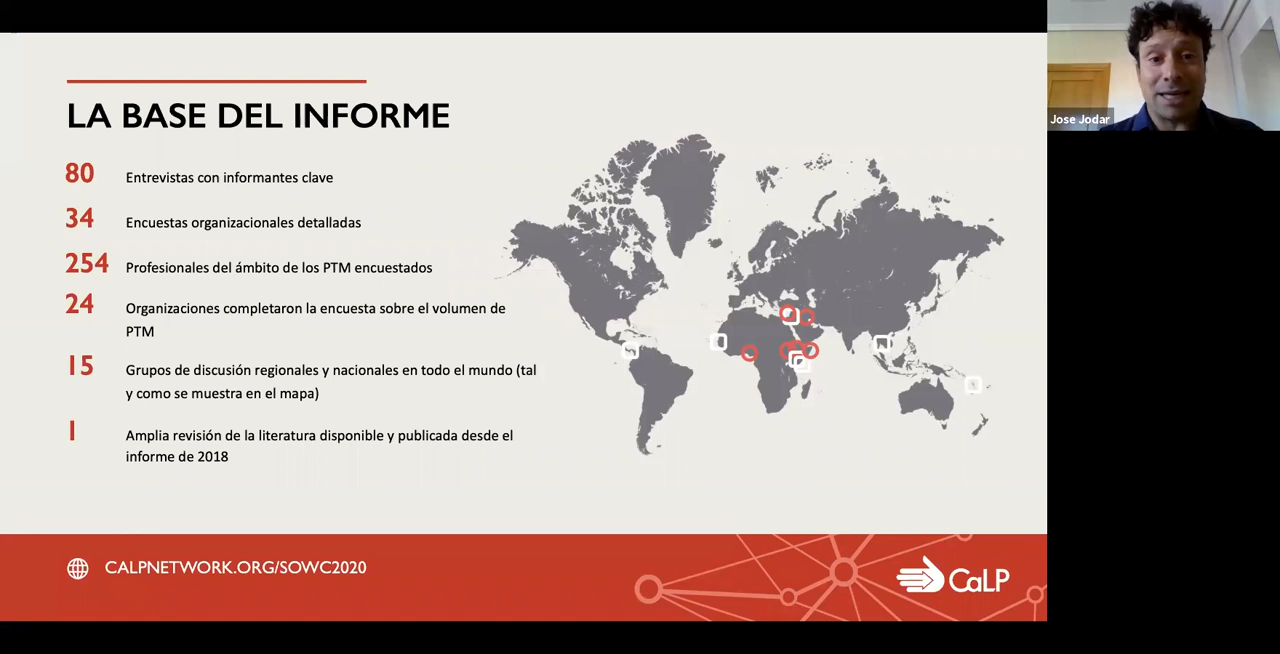 LA BASE DEL INFORME
80 Entrevistas con informantes clave
34 Encuestas organizacionales detalladas
254 Profesionales del ámbito de los PTM encuestados
24 Organizaciones completaron la encuesta sobre el volumen de
PTM
15 Grupos de discusión regionales y nacionales en todo el mundo (tal
y como se muestra en el mapa)
1 Amplia revisión de la literatura disponible y publicada desde el
informe de 2018
CALPNETWORK.ORG/SOWC2020
CaLP
Jose Jodar